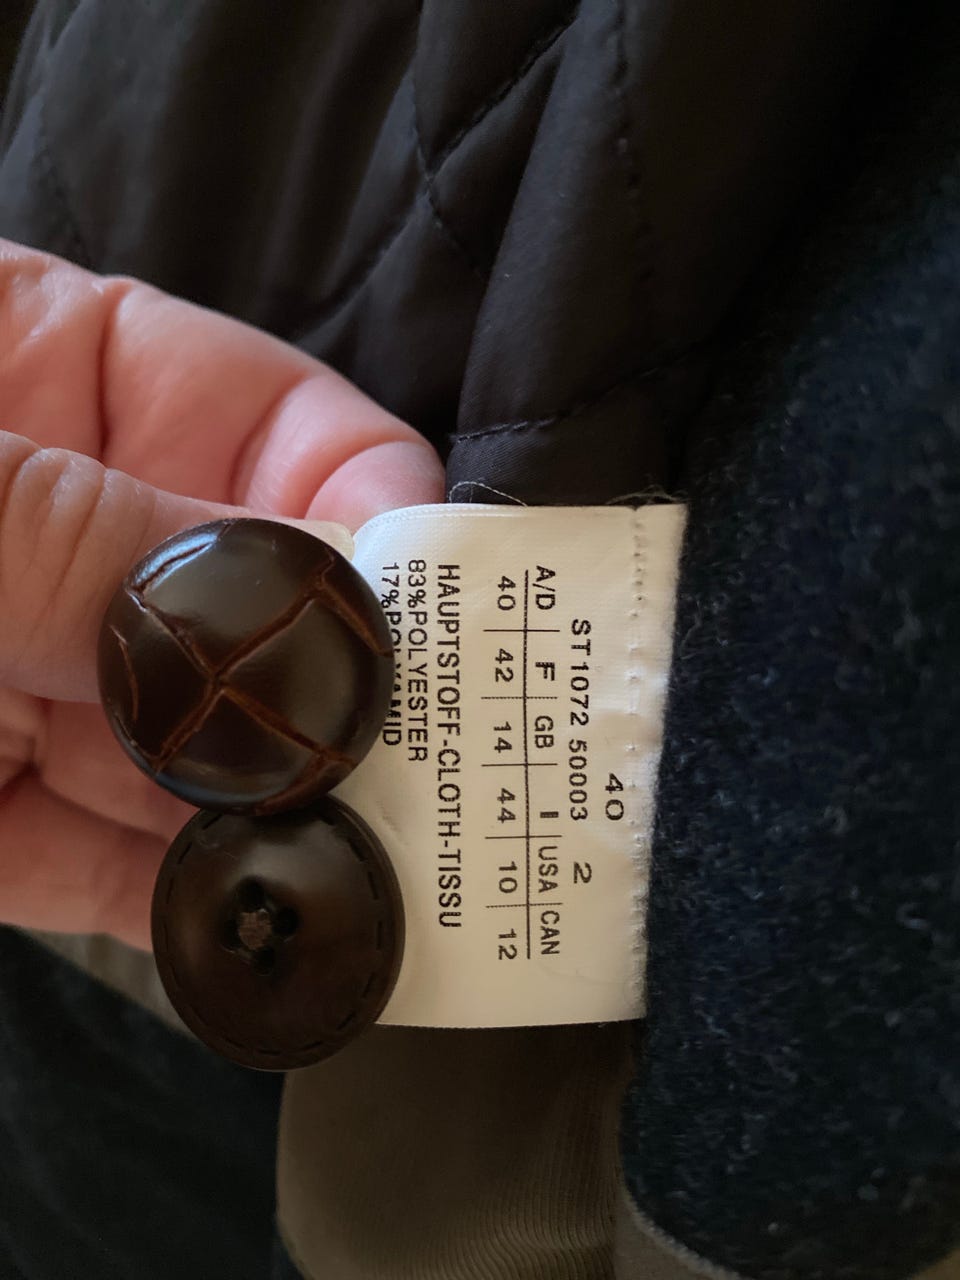 40
ST1072 50003 2
A/D F GB I USA CAN
40 42 14 44 10 12
HAUPTSTOFF-CLOTH-TISSU
83%POLYESTER
17%POLYAMID